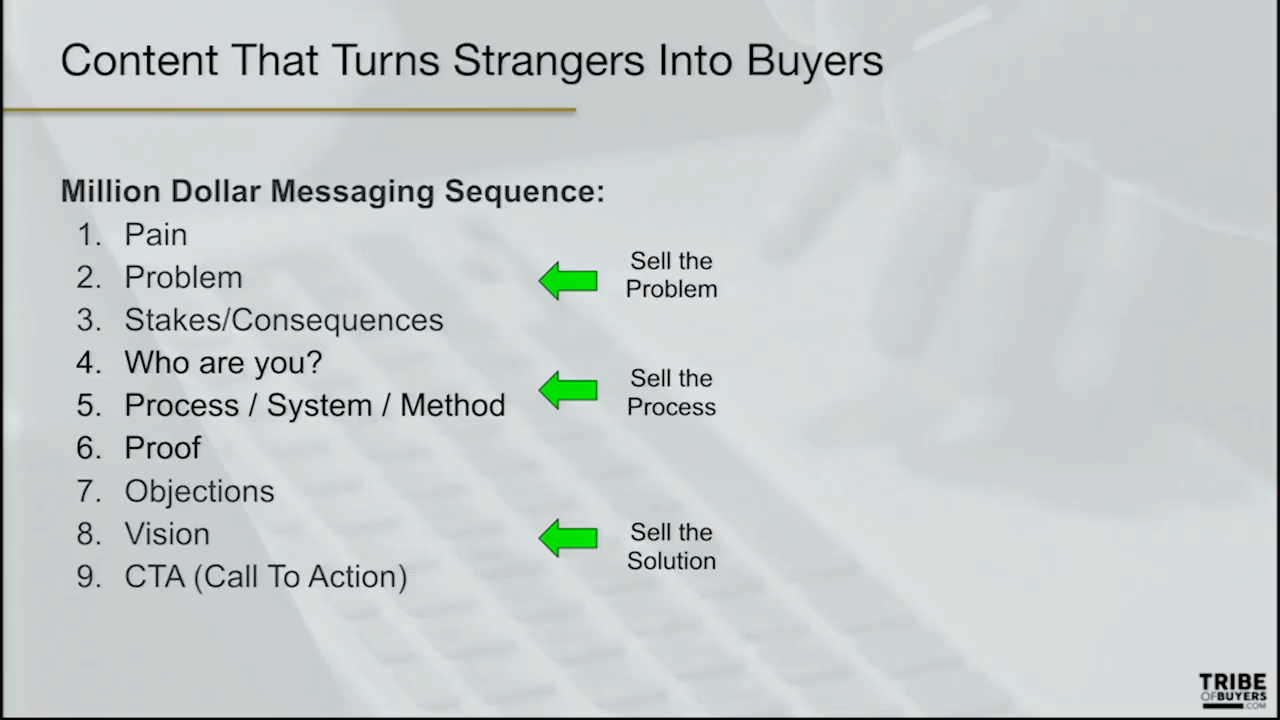 Content That Turns Strangers Into Buyers
Million Dollar Messaging Sequence:
1. Pain
2. Problem
3. Stakes/Consequences
4. Who are you?
5. Process / System / Method
6. Proof
7. Objections
8. Vision
9. CTA (Call To Action)
Sell the
Problem
Sell the
Process
Sell the
Solution
TRIBE
OF BUYERS
.COM